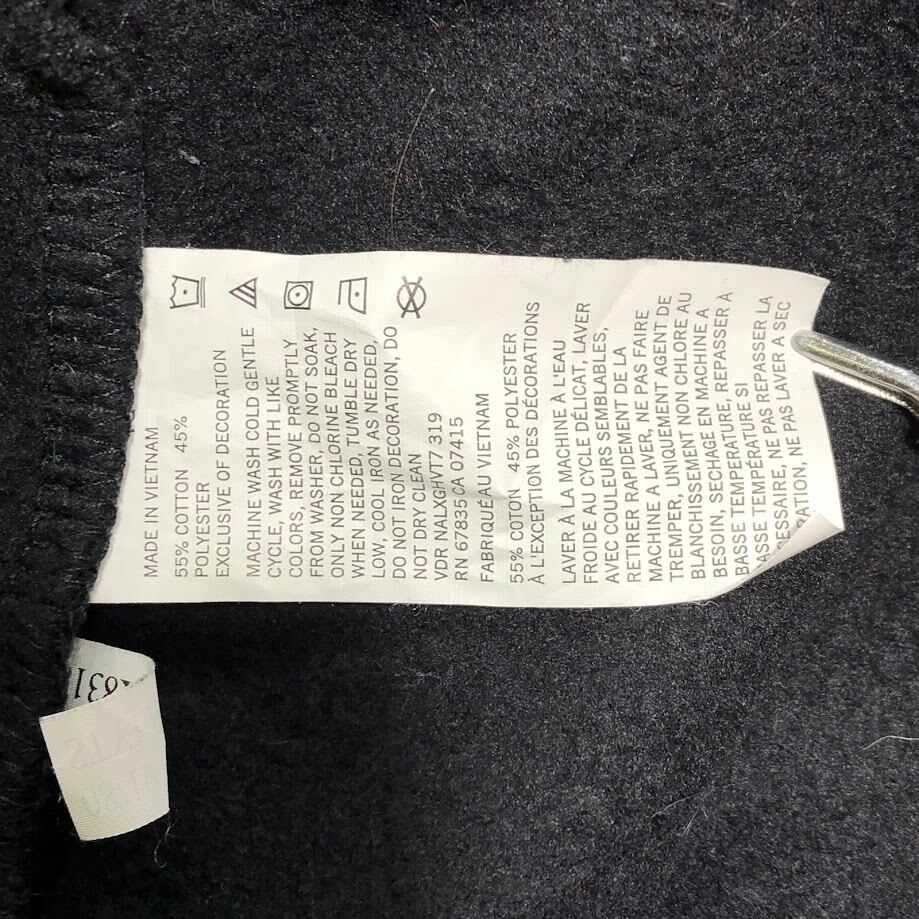 MADE IN VIETNAM
55% COTTON 45%
POLYESTER
EXCLUSIVE OF DECORATION
MACHINE WASH COLD GENTLE
CYCLE, WASH WITH LIKE
COLORS, REMOVE PROMPTLY
FROM WASHER, DO NOT SOAK,
ONLY NON CHLORINE BLEACH
WHEN NEEDED, TUMBLE DRY
LOW, COOL IRON AS NEEDED,
DO NOT IRON DECORATION, DO
NOT DRY CLEAN
VDR NALXGHVT7 319
RN 67835 CA 07415
FABRIQUÉ AU VIETNAM
55% COTON 45% POLYESTER
À L'EXCEPTION DES DÉCORATIONS
LAVER À LA MACHINE À L'EAU
FROIDE AU CYCLE DÉLICAT, LAVER
AVEC COULEURS SEMBLABLES,
RETIRER RAPIDEMENT DE LA
MACHINE A LAVER, NE PAS FAIRE
TREMPER, UNIQUEMENT AGENT DE
BLANCHISSEMENT NON CHLORE AU
BESOIN, SECHAGE EN MACHINE A
BASSE TEMPERATURE, REPASSER À
BASSE TEMPÉRATURE SI
NE PAS REPASSER LA
NE PAS LAVER A SEC